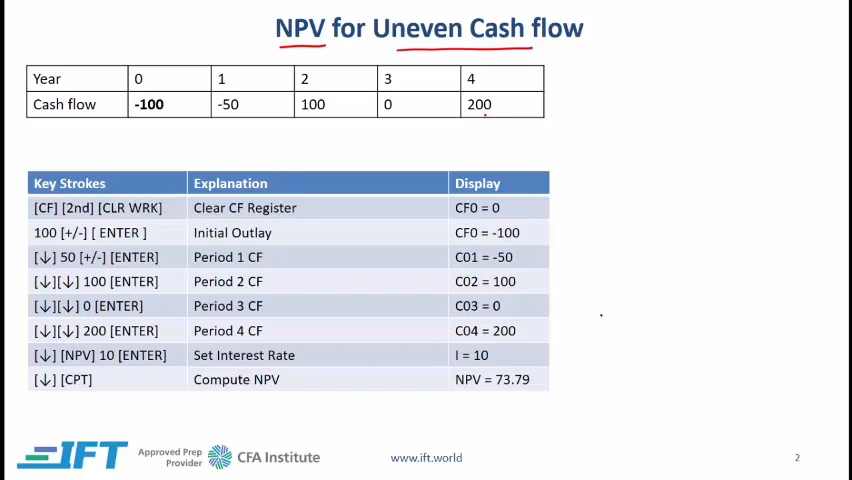 NPV for Uneven Cash flow
Year 0 1 2 3 4
Cash flow -100 -50 100 0 200
Key Strokes Explanation Display
[CF] [2nd] [CLR WRK] Clear CF Register CF0 = 0
100 [+/-] [ ENTER ] Initial Outlay CF0 = -100
[↓] 50 [+/-] [ENTER] Period 1 CF C01 = -50
[↓][↓] 100 [ENTER] Period 2 CF C02 = 100
[↓][↓] 0 [ENTER] Period 3 CF C03 = 0
[↓][↓] 200 [ENTER] Period 4 CF C04 = 200
[↓] [NPV] 10 [ENTER] Set Interest Rate I = 10
[↓] [CPT] Compute NPV NPV = 73.79
IFT Approved Prep Provider CFA Institute www.ift.world 2